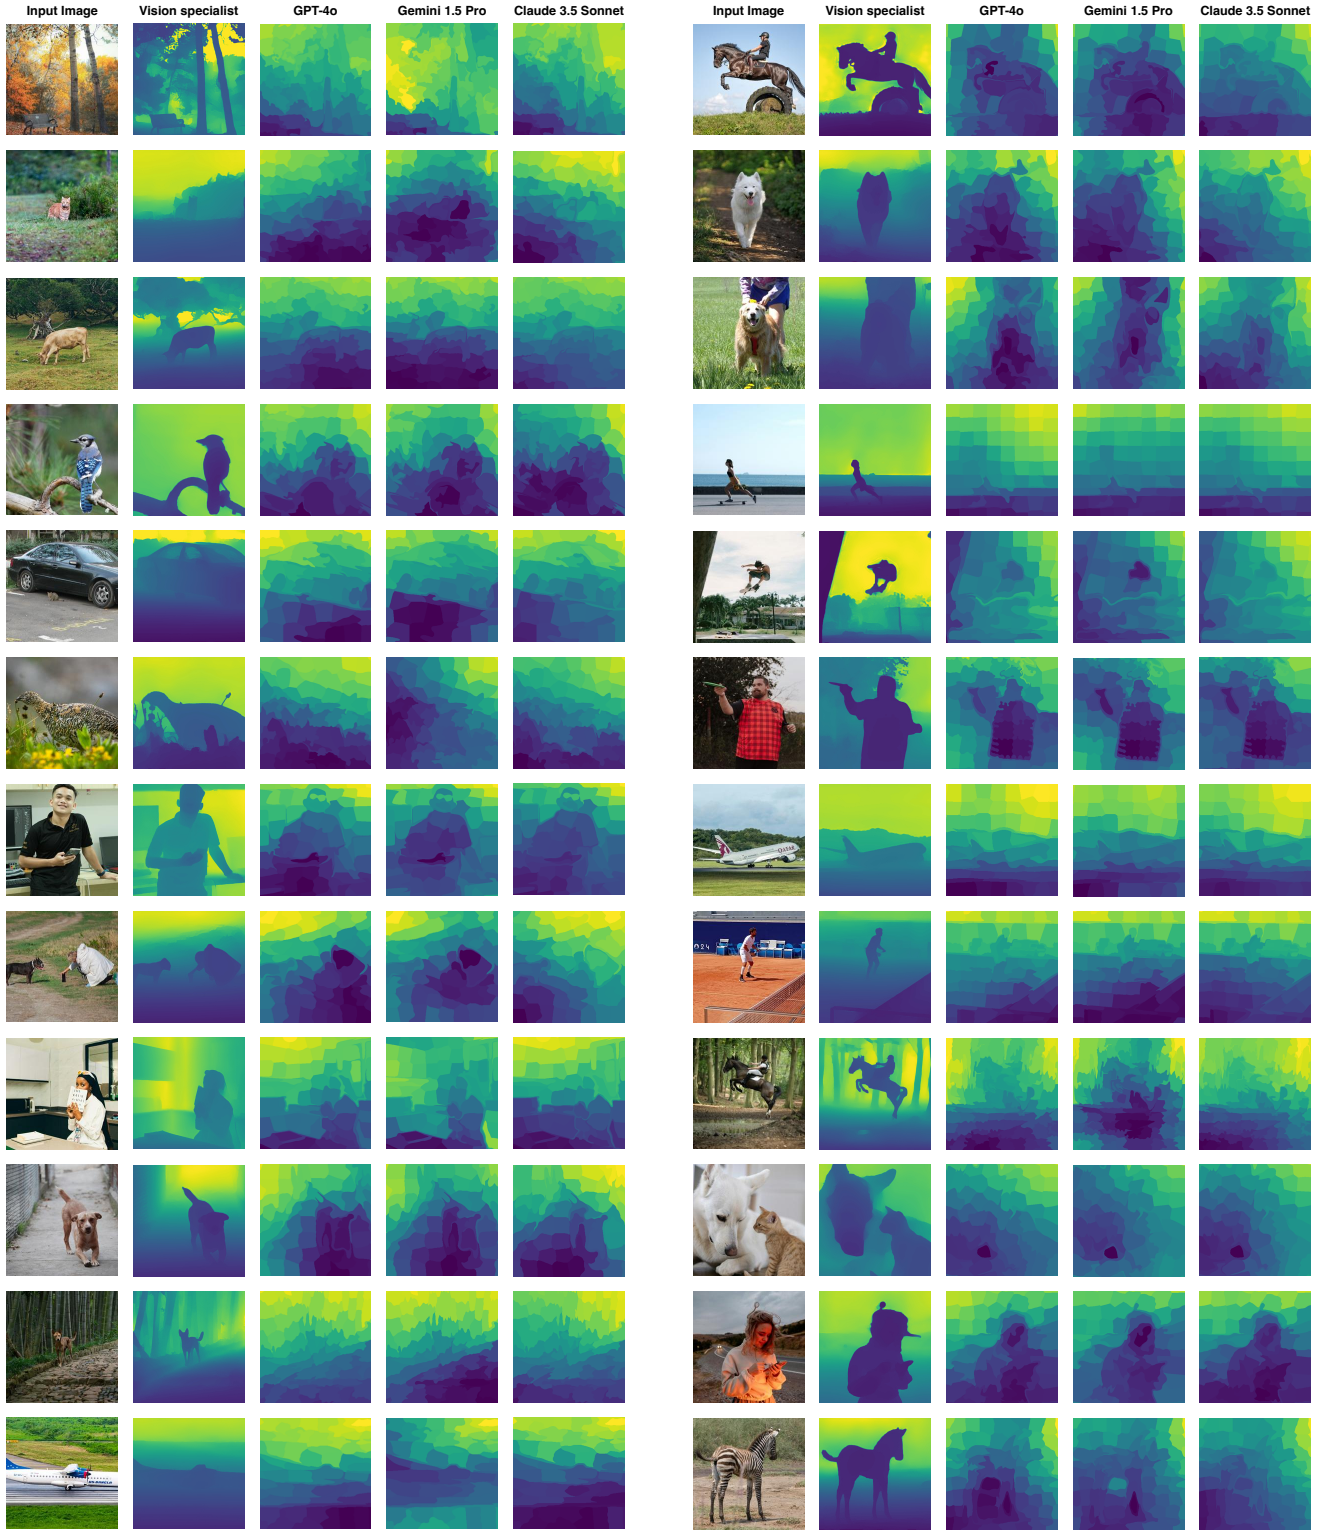 Input Image Vision specialist GPT-4o Gemini 1.5 Pro Claude 3.5 Sonnet Input Image Vision specialist GPT-4o Gemini 1.5 Pro Claude 3.5 Sonnet
QATAR